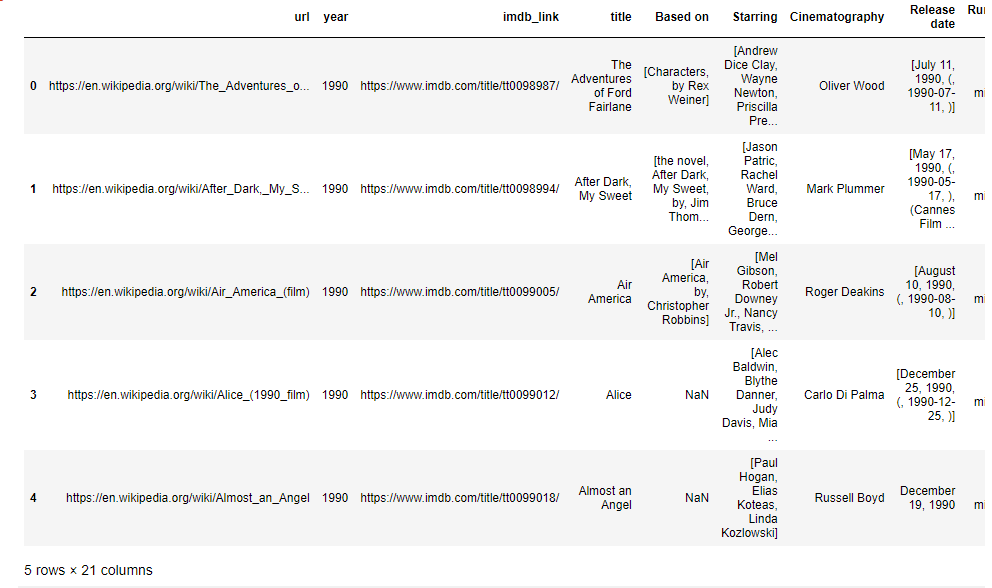 url year imdb_link title Based on Starring Cinematography Release date Ru
0 https://en.wikipedia.org/wiki/The_Adventures_o... 1990 https://www.imdb.com/title/tt0098987/ The Adventures of Ford Fairlane [Characters, by Rex Weiner] [Andrew Dice Clay, Wayne Newton, Priscilla Pre... Oliver Wood [July 11, 1990, (, 1990-07-11, )] m
1 https://en.wikipedia.org/wiki/After_Dark,_My_S... 1990 https://www.imdb.com/title/tt0098994/ After Dark, My Sweet [the novel, After Dark, My Sweet, by, Jim Thom... [Jason Patric, Rachel Ward, Bruce Dern, George... Mark Plummer [May 17, 1990, (, 1990-05-17, ), (Cannes Film ... m
2 https://en.wikipedia.org/wiki/Air_America_(film) 1990 https://www.imdb.com/title/tt0099005/ Air America [Air America, by, Christopher Robbins] [Mel Gibson, Robert Downey Jr., Nancy Travis, ... Roger Deakins [August 10, 1990, (, 1990-08-10, )] m
3 https://en.wikipedia.org/wiki/Alice_(1990_film) 1990 https://www.imdb.com/title/tt0099012/ Alice NaN [Alec Baldwin, Blythe Danner, Judy Davis, Mia ... Carlo Di Palma [December 25, 1990, (, 1990-12-25, )] m
4 https://en.wikipedia.org/wiki/Almost_an_Angel 1990 https://www.imdb.com/title/tt0099018/ Almost an Angel NaN [Paul Hogan, Elias Koteas, Linda Kozlowski] Russell Boyd December 19, 1990 m
5 rows × 21 columns